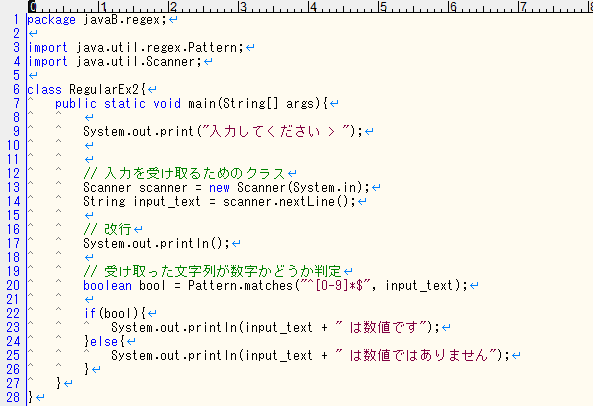 0 1 2 3 4 5 6 7 8
1 package javaB.regex;↵
2 ↵
3 import java.util.regex.Pattern;↵
4 import java.util.Scanner;↵
5 ↵
6 class RegularEx2{↵
7 ^ public static void main(String[] args){↵
8 ^ ^ ↵
9 ^ ^ System.out.print("入力してください > ");↵
10 ^ ^ ↵
11 ^ ^ ↵
12 ^ ^ // 入力を受け取るためのクラス↵
13 ^ ^ Scanner scanner = new Scanner(System.in);↵
14 ^ ^ String input_text = scanner.nextLine();↵
15 ^ ^ ↵
16 ^ ^ // 改行↵
17 ^ ^ System.out.println();↵
18 ^ ^ ↵
19 ^ ^ // 受け取った文字列が数字かどうか判定↵
20 ^ ^ boolean bool = Pattern.matches("^[0-9]*$", input_text);↵
21 ^ ^ ↵
22 ^ ^ if(bool){↵
23 ^ ^ ^ System.out.println(input_text + " は数値です");↵
24 ^ ^ }else{↵
25 ^ ^ ^ System.out.println(input_text + " は数値ではありません");↵
26 ^ ^ }↵
27 ^ }↵
28 }↵